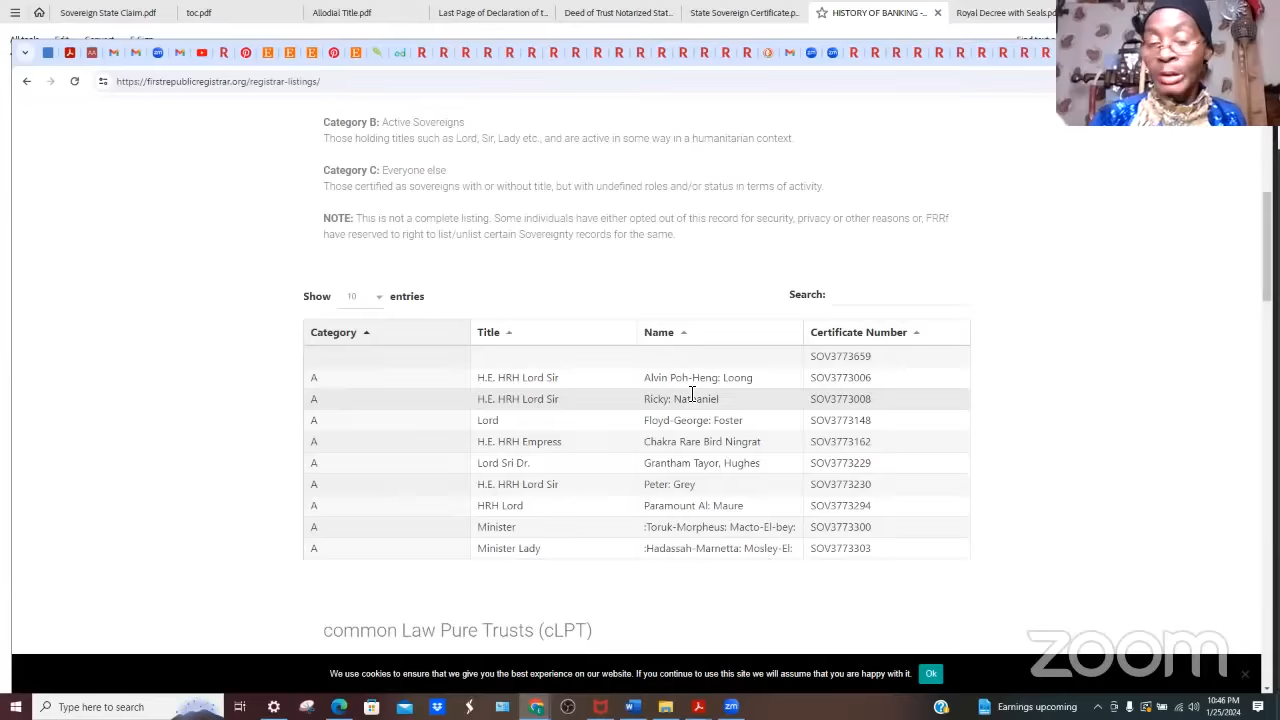 Sovereign State Claim.pdf toc.pdf Allodial Title.pdf Last Page of Declaration of t... Deed of Trust Notarized Stat... State Sovereign Certificate.p... HISTORY OF BANKING -... Royal Decree with Seals.p
https://firstrepublicregistrar.org/registrar-listings/
Category B: Active Sovereigns
Those holding titles such as Lord, Sir, Lady etc., and are active in some way in a humanitarian context.
Category C: Everyone else
Those certified as sovereigns with or without title, but with undefined roles and/or status in terms of activity.
NOTE: This is not a complete listing. Some individuals have either opted out of this record for security, privacy or other reasons or, FRRf
have reserved to right to list/unlist certain Sovereignty records for the same.
Show 10 entries Search:
Category Title Name Certificate Number
SOV3773659
A H.E. HRH Lord Sir Alvin Poh-Heng: Loong SOV3773006
A H.E. HRH Lord Sir Ricky: Nathaniel SOV3773008
A Lord Floyd-George: Foster SOV3773148
A H.E. HRH Empress Chakra Rare Bird Ningrat SOV3773162
A Lord Sri Dr. Grantham Tayor, Hughes SOV3773229
A H.E. HRH Lord Sir Peter: Grey SOV3773230
A HRH Lord Paramount Al: Maure SOV3773294
A Minister :Toruk-Morpheus: Macto-El-bey: SOV3773300
A Minister Lady :Hadassah-Marnetta: Mosley-El: SOV3773303
common Law Pure Trusts (cLPT)
zoom
We use cookies to ensure that we give you the best experience on our website. If you continue to use this site we will assume that you are happy with it. Ok
Type here to search Earnings upcoming 10:46 PM
1/25/2024